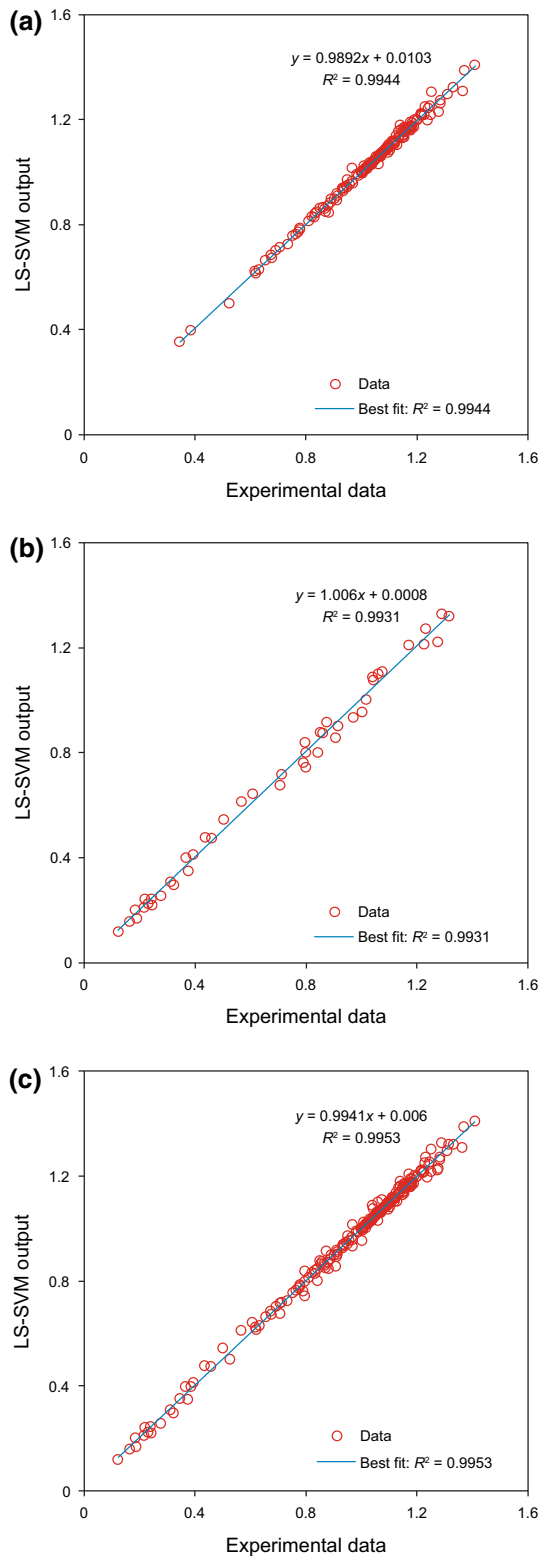 (a)
1.6
1.2
0.8
0.4
0
LS-SVM output
y = 0.9892x + 0.0103
R² = 0.9944
Data
Best fit: R² = 0.9944
0 0.4 0.8 1.2 1.6
Experimental data
(b)
1.6
1.2
0.8
0.4
0
LS-SVM output
y = 1.006x + 0.0008
R² = 0.9931
Data
Best fit: R² = 0.9931
0 0.4 0.8 1.2 1.6
Experimental data
(c)
1.6
1.2
0.8
0.4
0
LS-SVM output
y = 0.9941x + 0.006
R² = 0.9953
Data
Best fit: R² = 0.9953
0 0.4 0.8 1.2 1.6
Experimental data